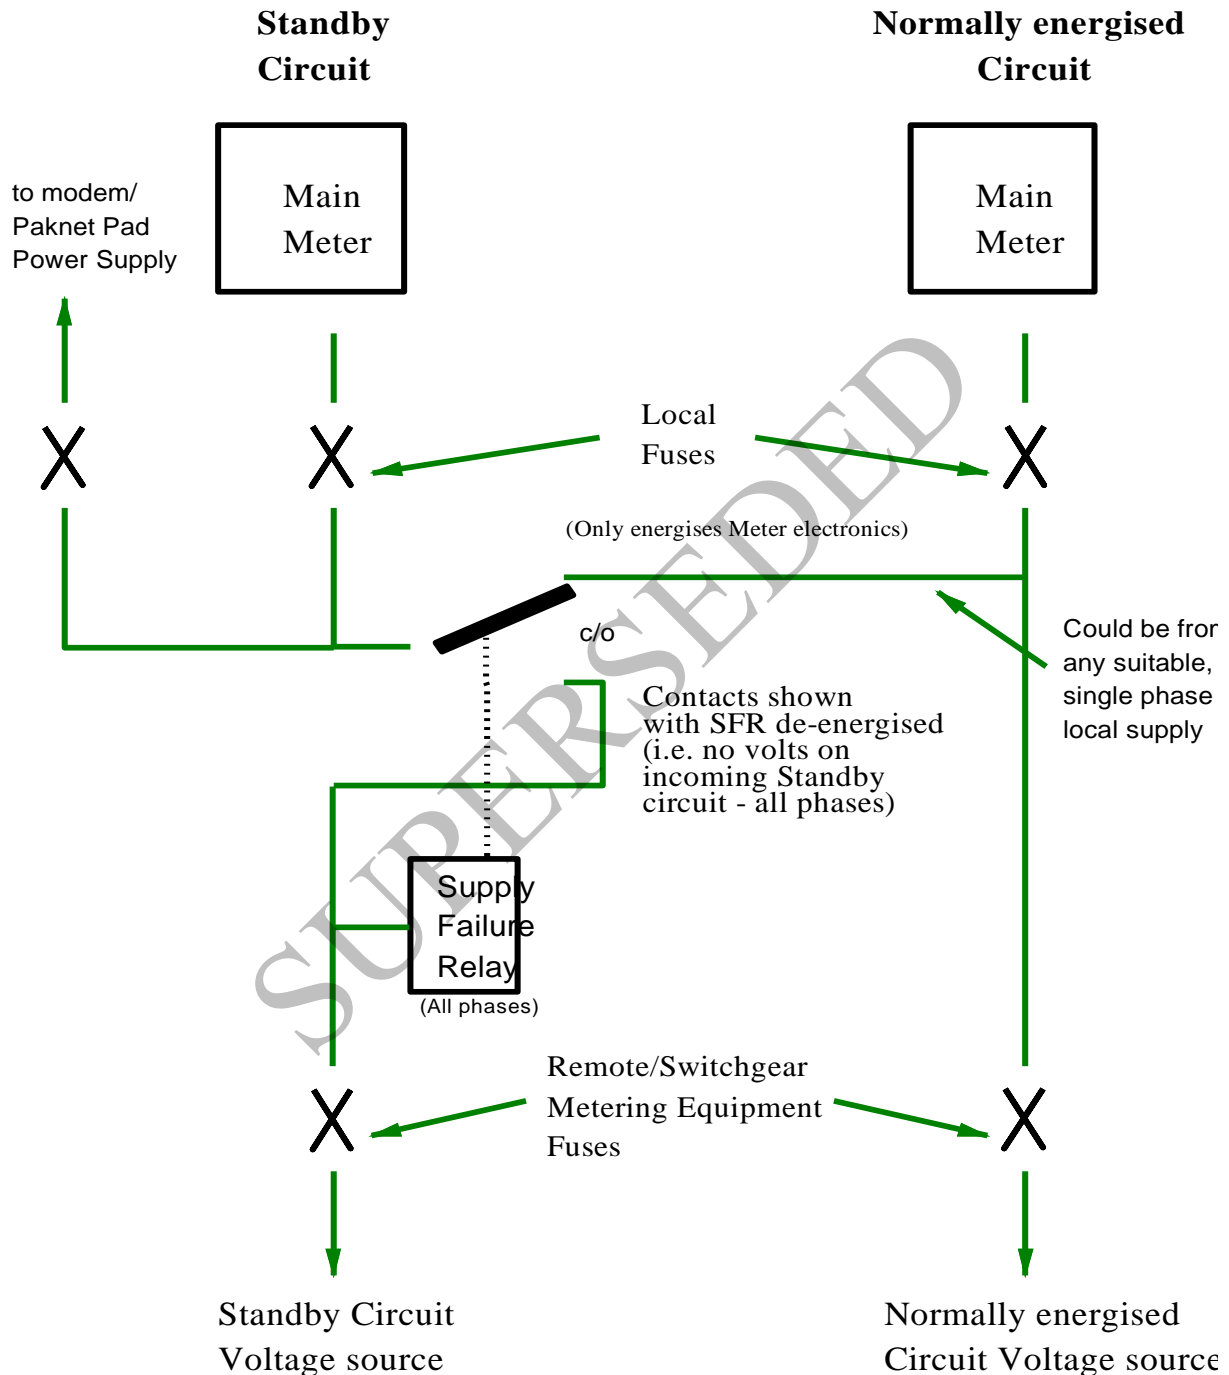 Standby
Circuit
Normally energised
Circuit
Main
Meter
Main
Meter
to modem/
Paknet Pad
Power Supply
Local
Fuses
(Only energises Meter electronics)
c/o
Could be from
any suitable,
single phase
local supply
Contacts shown
with SFR de-energised
(i.e. no volts on
incoming Standby
circuit - all phases)
Supply
Failure
Relay
(All phases)
SUPERSEDED
Remote/Switchgear
Metering Equipment
Fuses
Standby Circuit
Voltage source
Normally energised
Circuit Voltage source